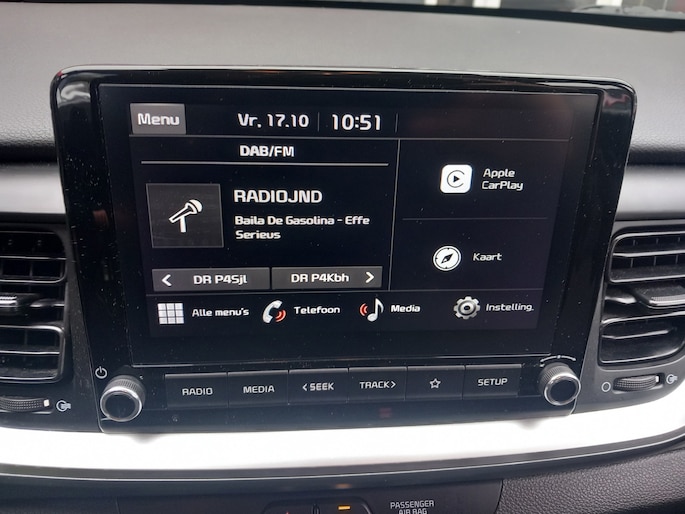 Menu
Vr. 17.10
10:51
DAB/FM
RADIOJND
Baila De Gasolina - Effe
Serieus
< DR P4Sjl
DR P4Kbh >
Apple
CarPlay
Kaart
Alle menu's
Telefoon
Media
Instelling.
RADIO
MEDIA
<SEEK
TRACK>
☆
SETUP
PASSENGER
AIR BAG